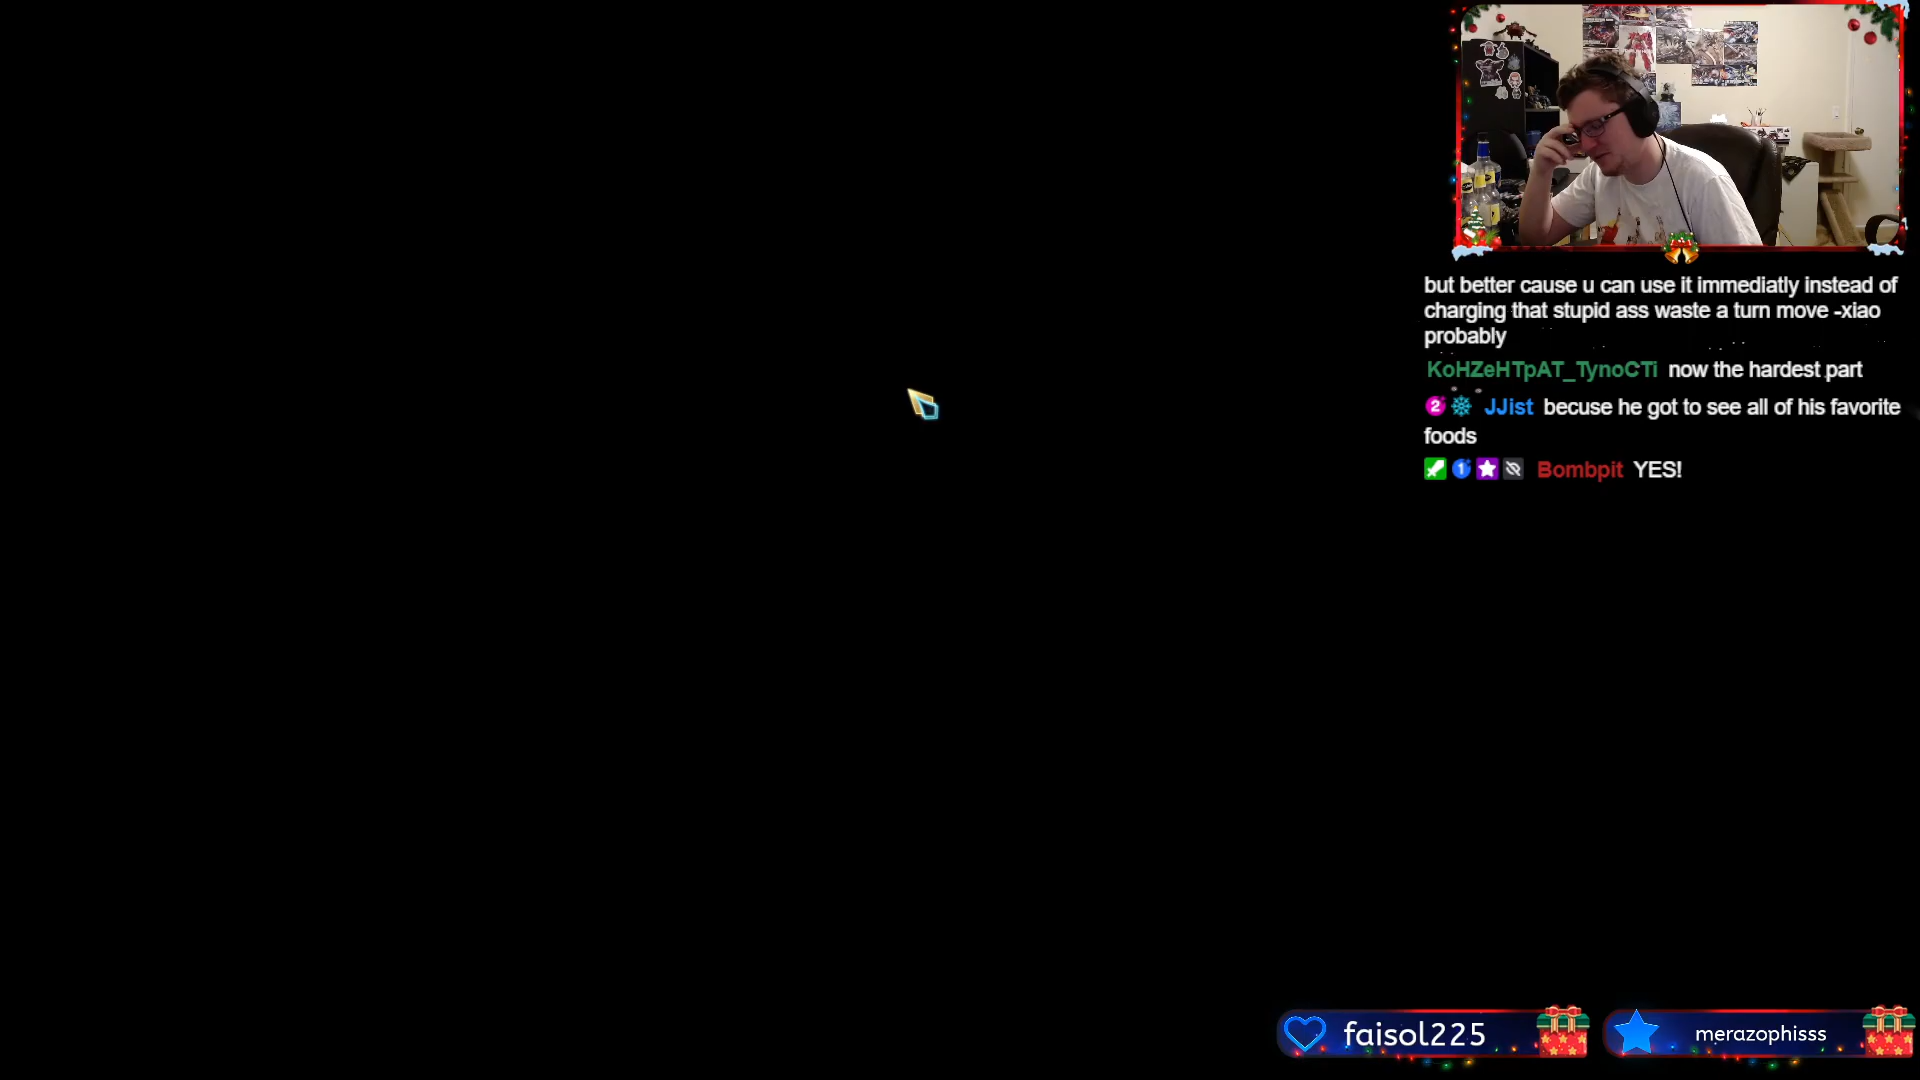 but better cause u can use it immediatly instead of
charging that stupid ass waste a turn move -xiao
probably
KoHZeHTpAT_TynoCTi now the hardest part
2 JJist becuse he got to see all of his favorite
foods
1 Bombpit YES!
faisol225
merazophisss